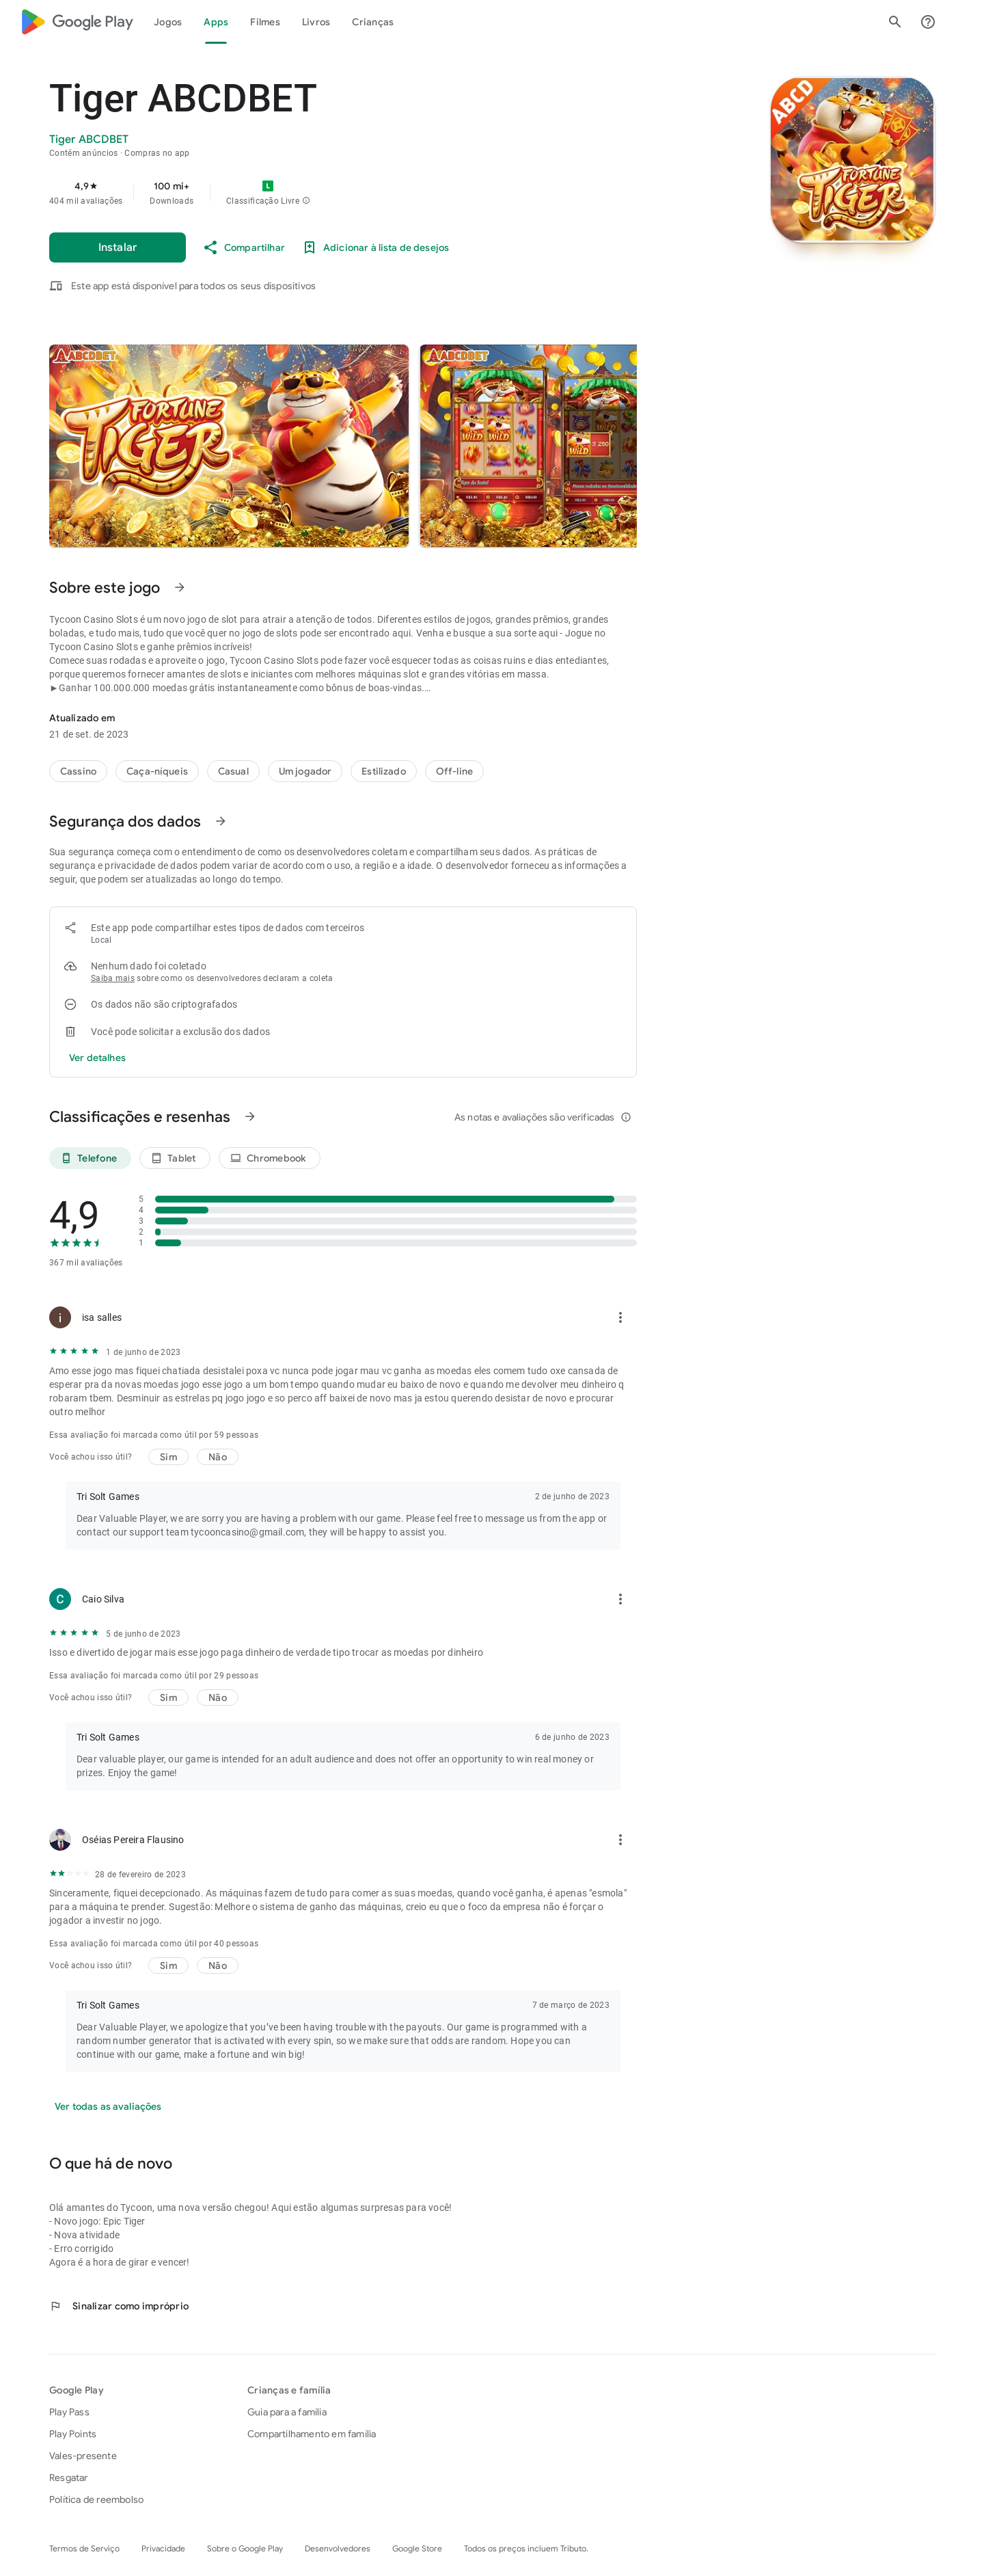 Google Play Jogos Apps Filmes Livros Crianças
Tiger ABCDBET
Tiger ABCDBET
Contém anúncios · Compras no app
4,9★
404 mil avaliações
100 mi+
Downloads
L
Classificação Livre
Instalar
Compartilhar
Adicionar à lista de desejos
Este app está disponível para todos os seus dispositivos
ABCD
FORTUNE
TIGER
ABCDBET
FORTUNE
TIGER
ABCDBET
WILD WILD
WILD
Sobre este jogo
Tycoon Casino Slots é um novo jogo de slot para atrair a atenção de todos. Diferentes estilos de jogos, grandes prêmios, grandes
boladas, e tudo mais, tudo que você quer no jogo de slots pode ser encontrado aqui. Venha e busque a sua sorte aqui - Jogue no
Tycoon Casino Slots e ganhe prêmios incríveis!
Comece suas rodadas e aproveite o jogo, Tycoon Casino Slots pode fazer você esquecer todas as coisas ruins e dias entediantes,
porque queremos fornecer amantes de slots e iniciantes com melhores máquinas slot e grandes vitórias em massa.
►Ganhar 100.000.000 moedas grátis instantaneamente como bônus de boas-vindas....
Atualizado em
21 de set. de 2023
Cassino Caça-níqueis Casual Um jogador Estilizado Off-line
Segurança dos dados
Sua segurança começa com o entendimento de como os desenvolvedores coletam e compartilham seus dados. As práticas de
segurança e privacidade de dados podem variar de acordo com o uso, a região e a idade. O desenvolvedor forneceu as informações a
seguir, que podem ser atualizadas ao longo do tempo.
Este app pode compartilhar estes tipos de dados com terceiros
Local
Nenhum dado foi coletado
Saiba mais sobre como os desenvolvedores declaram a coleta
Os dados não são criptografados
Você pode solicitar a exclusão dos dados
Ver detalhes
Classificações e resenhas
As notas e avaliações são verificadas
Telefone Tablet Chromebook
4,9
367 mil avaliações
5
4
3
2
1
i
isa salles
1 de junho de 2023
Amo esse jogo mas fiquei chatiada desistalei poxa vc nunca pode jogar mau vc ganha as moedas eles comem tudo oxe cansada de
esperar pra da novas moedas jogo esse jogo a um bom tempo quando mudar eu baixo de novo e quando me devolver meu dinheiro q
robaram tbem. Desminuir as estrelas pq jogo jogo e so perco aff baixei de novo mas ja estou querendo desistar de novo e procurar
outro melhor
Essa avaliação foi marcada como útil por 59 pessoas
Você achou isso útil? Sim Não
Tri Solt Games 2 de junho de 2023
Dear Valuable Player, we are sorry you are having a problem with our game. Please feel free to message us from the app or
contact our support team tycooncasino@gmail.com, they will be happy to assist you.
C
Caio Silva
5 de junho de 2023
Isso e divertido de jogar mais esse jogo paga dinheiro de verdade tipo trocar as moedas por dinheiro
Essa avaliação foi marcada como útil por 29 pessoas
Você achou isso útil? Sim Não
Tri Solt Games 6 de junho de 2023
Dear valuable player, our game is intended for an adult audience and does not offer an opportunity to win real money or
prizes. Enjoy the game!
Oséias Pereira Flausino
28 de fevereiro de 2023
Sinceramente, fiquei decepcionado. As máquinas fazem de tudo para comer as suas moedas, quando você ganha, é apenas "esmola"
para a máquina te prender. Sugestão: Melhore o sistema de ganho das máquinas, creio eu que o foco da empresa não é forçar o
jogador a investir no jogo.
Essa avaliação foi marcada como útil por 40 pessoas
Você achou isso útil? Sim Não
Tri Solt Games 7 de março de 2023
Dear Valuable Player, we apologize that you’ve been having trouble with the payouts. Our game is programmed with a
random number generator that is activated with every spin, so we make sure that odds are random. Hope you can
continue with our game, make a fortune and win big!
Ver todas as avaliações
O que há de novo
Olá amantes do Tycoon, uma nova versão chegou! Aqui estão algumas surpresas para você!
- Novo jogo: Epic Tiger
- Nova atividade
- Erro corrigido
Agora é a hora de girar e vencer!
Sinalizar como impróprio
Google Play
Play Pass
Play Points
Vales-presente
Resgatar
Política de reembolso
Crianças e família
Guia para a família
Compartilhamento em família
Termos de Serviço Privacidade Sobre o Google Play Desenvolvedores Google Store Todos os preços incluem Tributo.